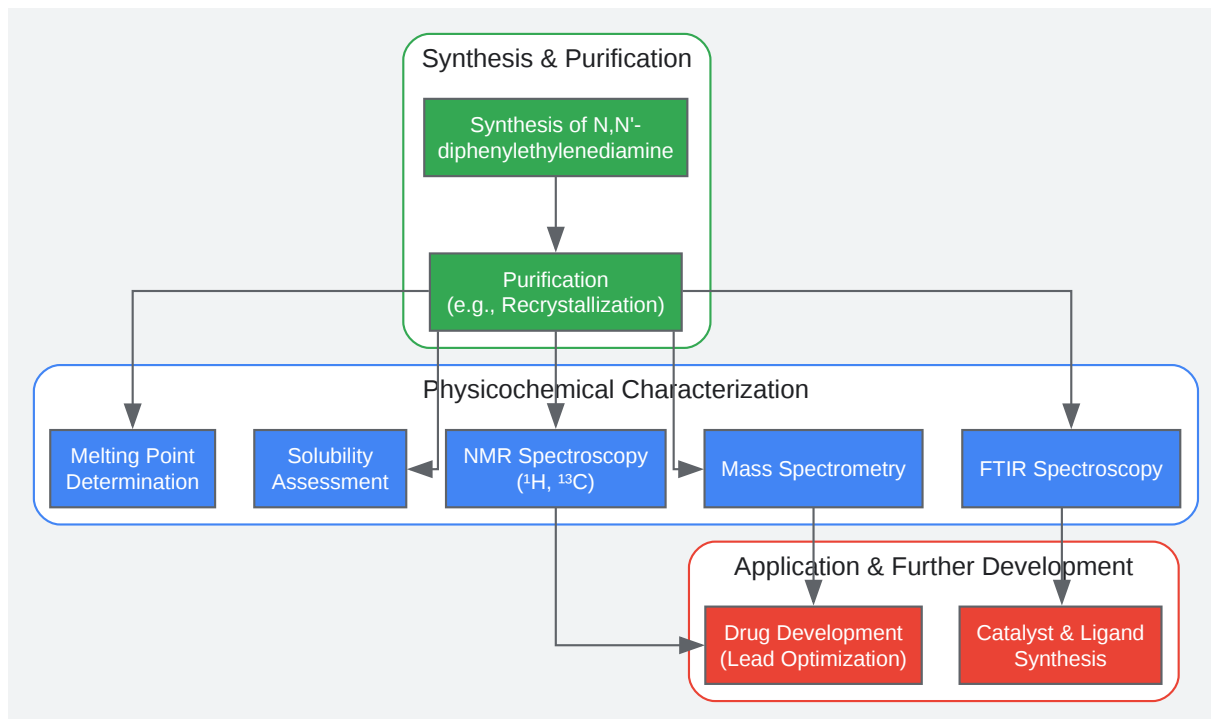 Synthesis & Purification
Synthesis of N,N'-
diphenylethylenediamine
Purification
(e.g., Recrystallization)
Physicochemical Characterization
Melting Point
Determination
Solubility
Assessment
NMR Spectroscopy
(¹H, ¹³C)
Mass Spectrometry
FTIR Spectroscopy
Application & Further Development
Drug Development
(Lead Optimization)
Catalyst & Ligand
Synthesis